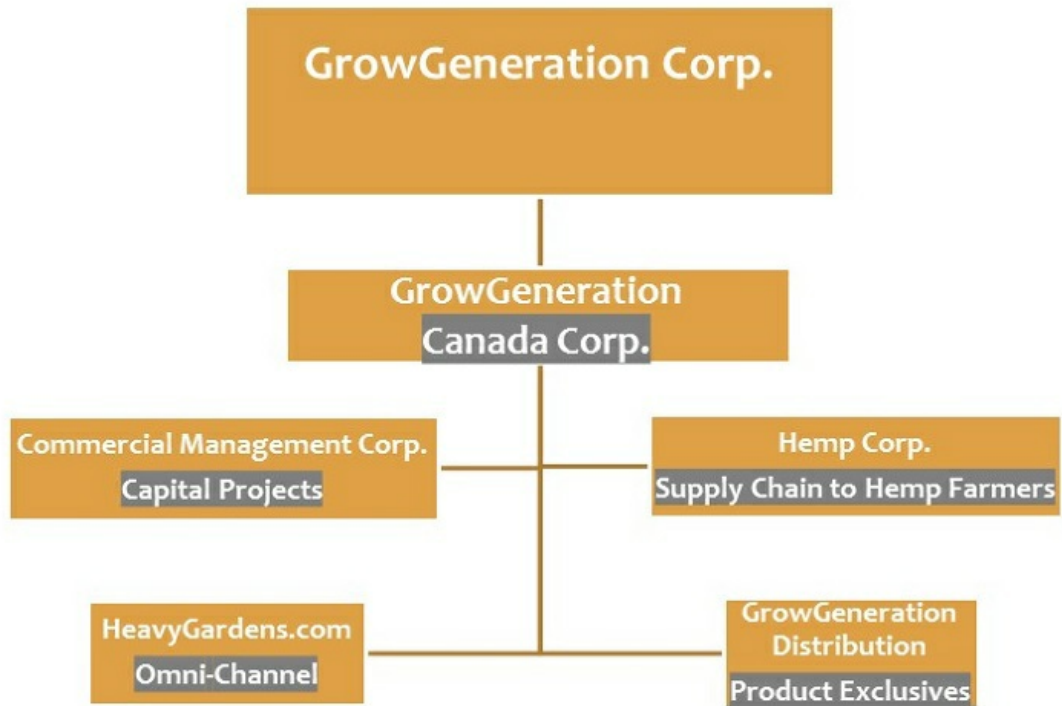 GrowGeneration Corp.
GrowGeneration
Canada Corp.
Commercial Management Corp.
Capital Projects
Hemp Corp.
Supply Chain to Hemp Farmers
HeavyGardens.com
Omni-Channel
GrowGeneration
Distribution
Product Exclusives